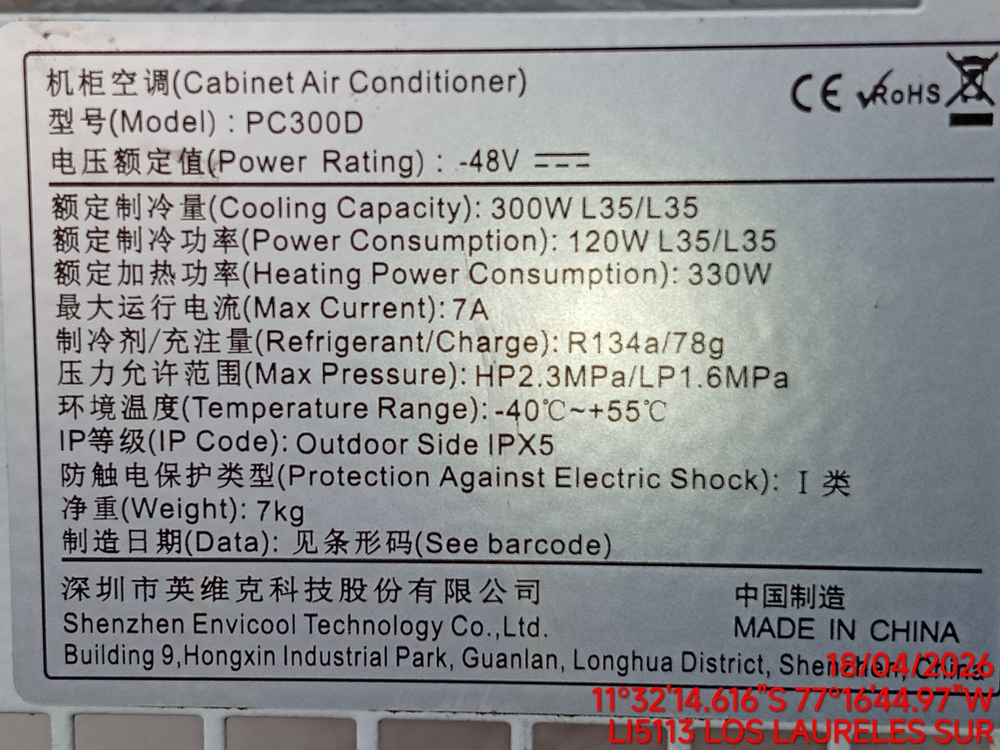 机柜空调(Cabinet Air Conditioner)
CE RoHS
型号(Model) : PC300D
电压额定值(Power Rating) : -48V
额定制冷量(Cooling Capacity): 300W L35/L35
额定制冷功率(Power Consumption): 120W L35/L35
额定加热功率(Heating Power Consumption): 330W
最大运行电流(Max Current): 7A
制冷剂/充注量(Refrigerant/Charge): R134a/78g
压力允许范围(Max Pressure): HP2.3MPa/LP1.6MPa
环境温度(Temperature Range): -40℃~+55℃
IP等级(IP Code): Outdoor Side IPX5
防触电保护类型(Protection Against Electric Shock): I 类
净重(Weight): 7kg
制造日期(Data): 见条形码(See barcode)
深圳市英维克科技股份有限公司
Shenzhen Envicool Technology Co.,Ltd.
中国制造
MADE IN CHINA
Building 9,Hongxin Industrial Park, Guanlan, Longhua District, Shenzhen, China
18/04/2026
11°32'14.616"S 77°16'44.97"W
LI5113 LOS LAURELES SUR